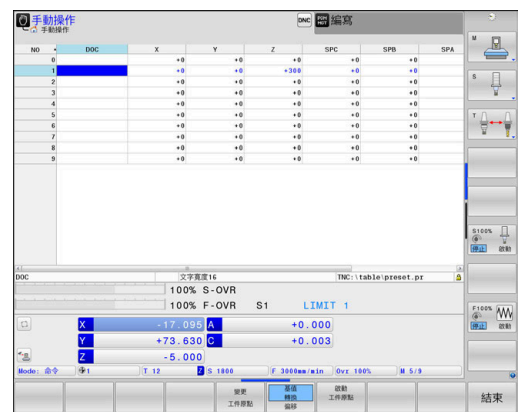 手動操作
手動操作
DNC
編寫
NO DOC X Y Z SPC SPB SPA
0 +0 +0 +0 +0 +0
1 +0 +0 +300 +0 +0
2 +0 +0 +0 +0 +0
3 +0 +0 +0 +0 +0
4 +0 +0 +0 +0 +0
5 +0 +0 +0 +0 +0
6 +0 +0 +0 +0 +0
7 +0 +0 +0 +0 +0
8 +0 +0 +0 +0 +0
9 +0 +0 +0 +0 +0
DOC 文字寬度16 TNC:\table\preset.pr
100% S-OVR
100% F-OVR S1 LIMIT 1
X -17.095 A +0.000
Y +73.630 C +0.003
Z -5.000
Modo: 命令 1 T 12 Z S 1800 F 3000mm/min Ovr 100% M 5/9
變更
工件原點
基值
轉換
偏移
啟動
工件原點
結束
M
S
T
S100%
停止 啟動
F100%
停止 啟動